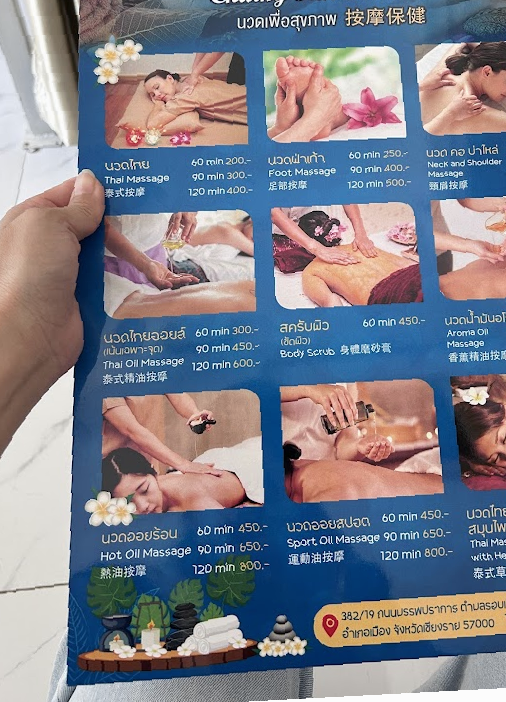 นวดเพื่อสุขภาพ 按摩保健
นวดไทย 60 min 200.-
Thai Massage 90 min 300.-
泰式按摩 120 min 400.-
นวดฝ่าเท้า 60 min 250.-
Foot Massage 90 min 400.-
足部按摩 120 min 500.-
นวด คอ บ่า ไหล่
Neck and Shoulder
Massage
頸肩按摩
นวดไทยออยล์ 60 min 300.-
(เน้นเฉพาะจุด) 90 min 450.-
Thai Oil Massage 120 min 600.-
泰式精油按摩
สครับผิว 60 min 450.-
(ขัดผิว)
Body Scrub 身體磨砂膏
Aroma Oil
Massage
香薰精油按摩
นวดออยร้อน 60 min 450.-
Hot Oil Massage 90 min 650.-
熱油按摩 120 min 800.-
นวดออยสปอต 60 min 450.-
Sport Oil Massage 90 min 650.-
運動油按摩 120 min 800.-
นวดไทย
Thai Mas
with He
泰式草
382/19 ถนนบรรพปราการ ตำบลรอบเ
อำเภอเมือง จังหวัดเชียงราย 57000